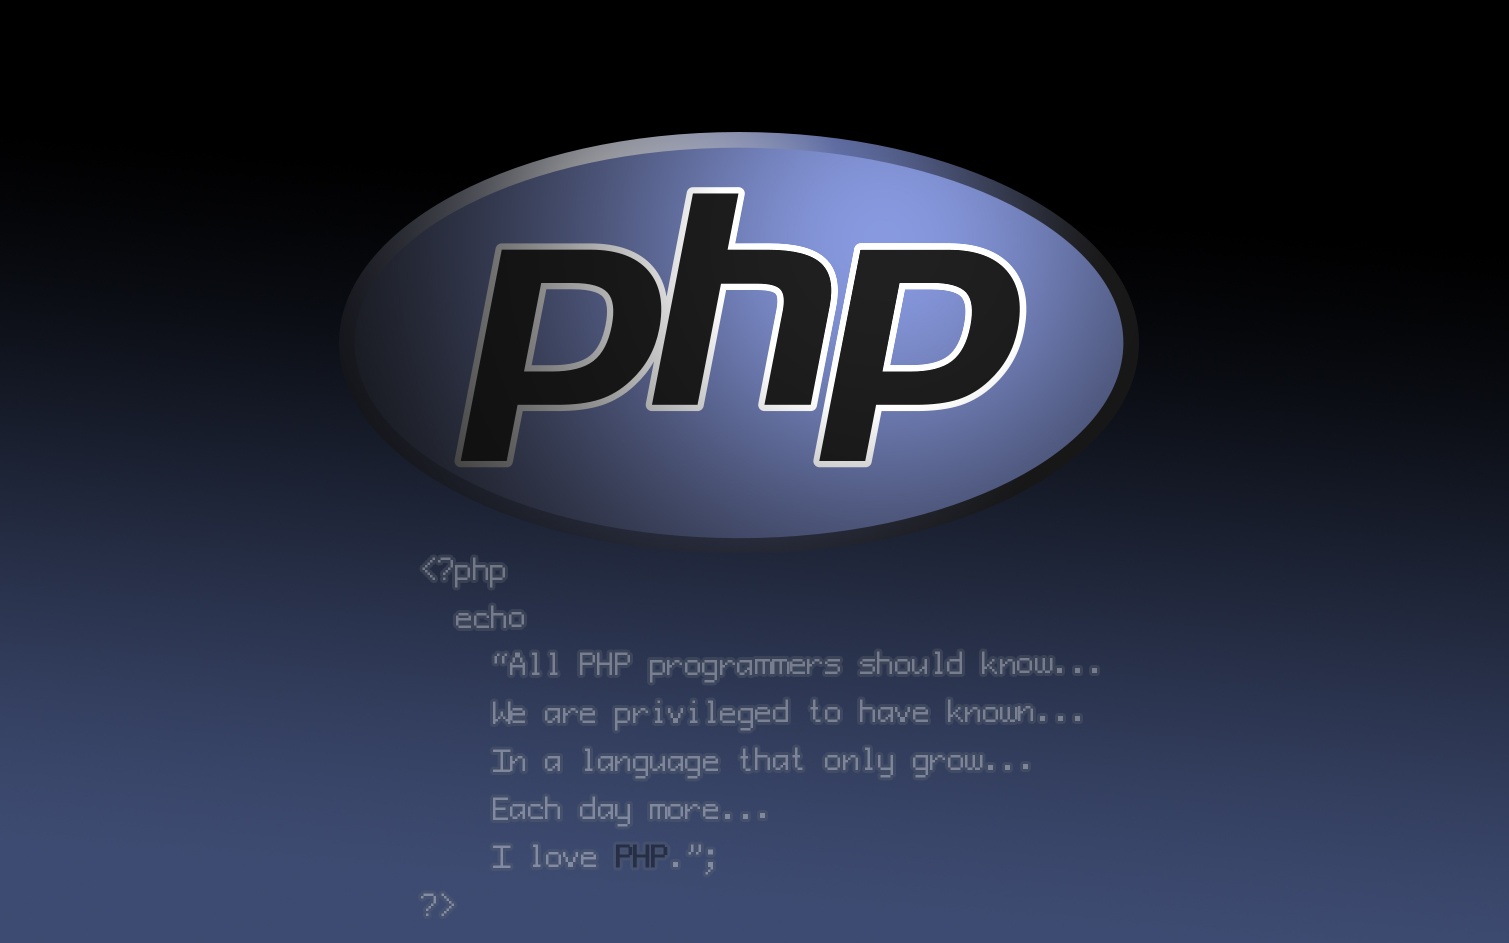 php
<?php
echo
“All PHP programmers should know...
We are privileged to have known...
In a language that only grow...
Each day more...
I love PHP.”;
?>